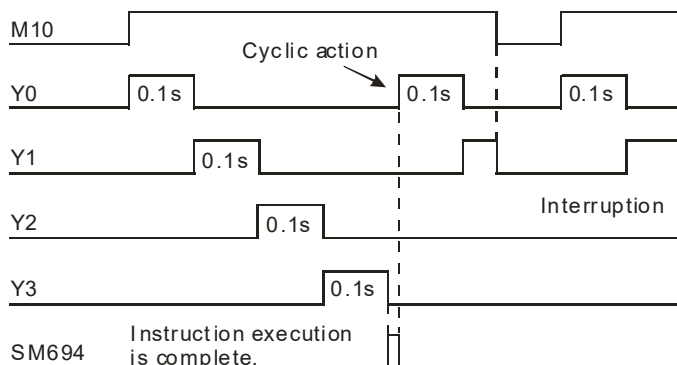 M10
Cyclic action
Y0 0.1s 0.1s 0.1s
Y1 0.1s
Y2 0.1s Interruption
Y3 0.1s
SM694 Instruction execution
is complete.